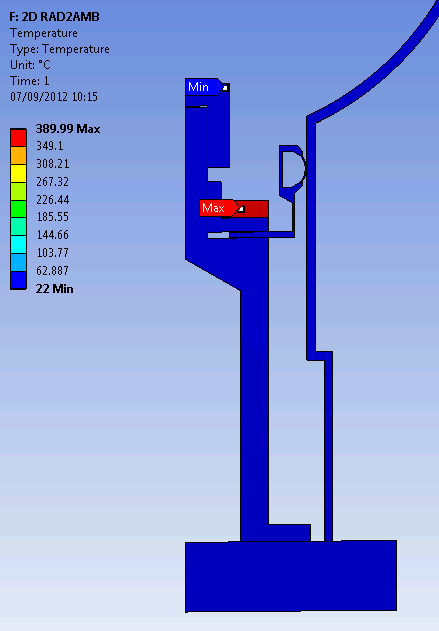 F: 2D RAD2AMB
Temperature
Type: Temperature
Unit: °C
Time: 1
07/09/2012 10:15
389.99 Max
349.1
308.21
267.32
226.44
185.55
144.66
103.77
62.887
22 Min
Min
Max